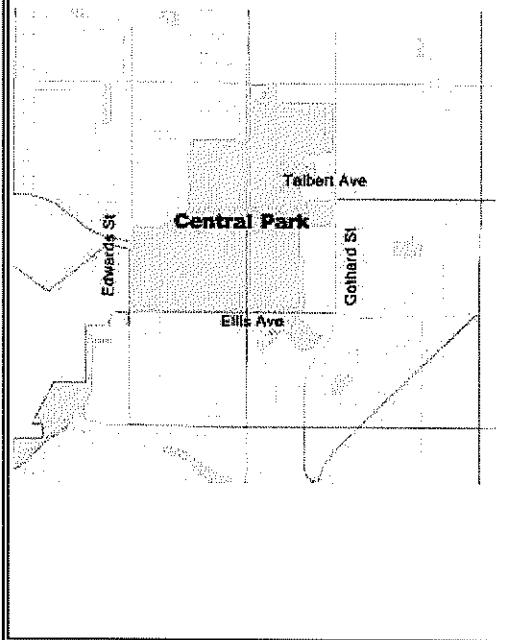 Talbert Ave
Central Park
Edwards St
Gothard St
Ellis Ave